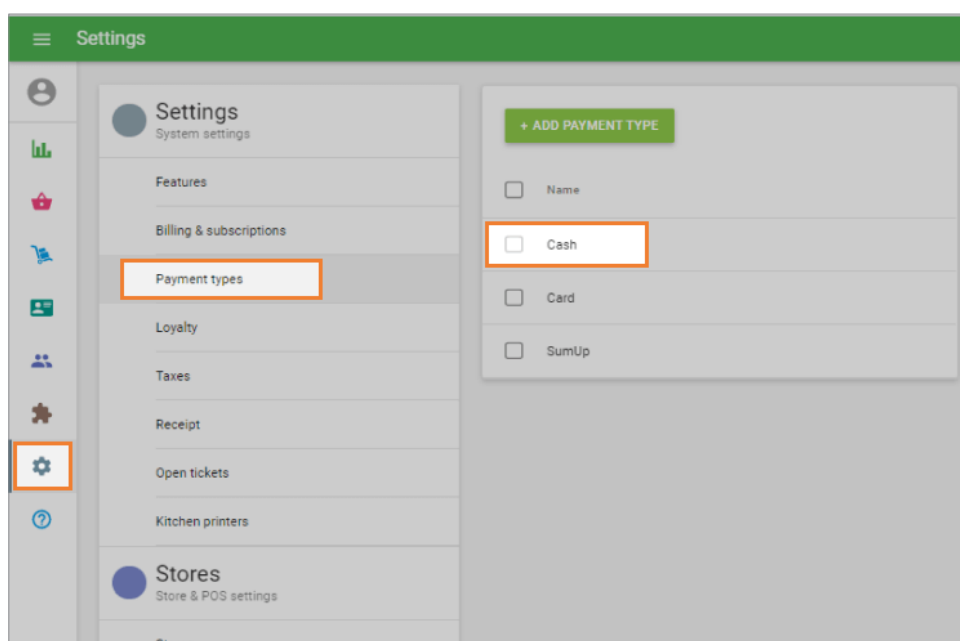 Settings
Settings
System settings
Features
Billing & subscriptions
Payment types
Loyalty
Taxes
Receipt
Open tickets
Kitchen printers
Stores
Store & POS settings
+ ADD PAYMENT TYPE
Name
Cash
Card
SumUp